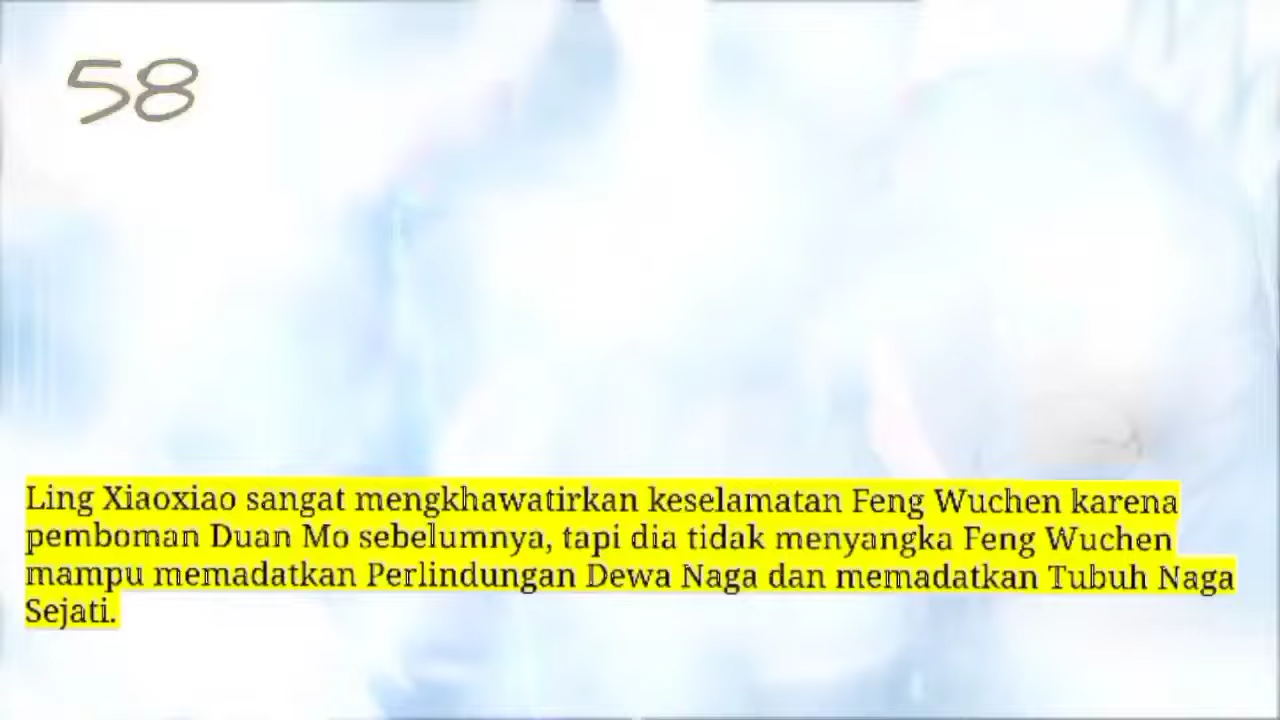 58
Ling Xiaoxiao sangat mengkhawatirkan keselamatan Feng Wuchen karena
pemboman Duan Mo sebelumnya, tapi dia tidak menyangka Feng Wuchen
mampu memadatkan Perlindungan Dewa Naga dan memadatkan Tubuh Naga
Sejati.